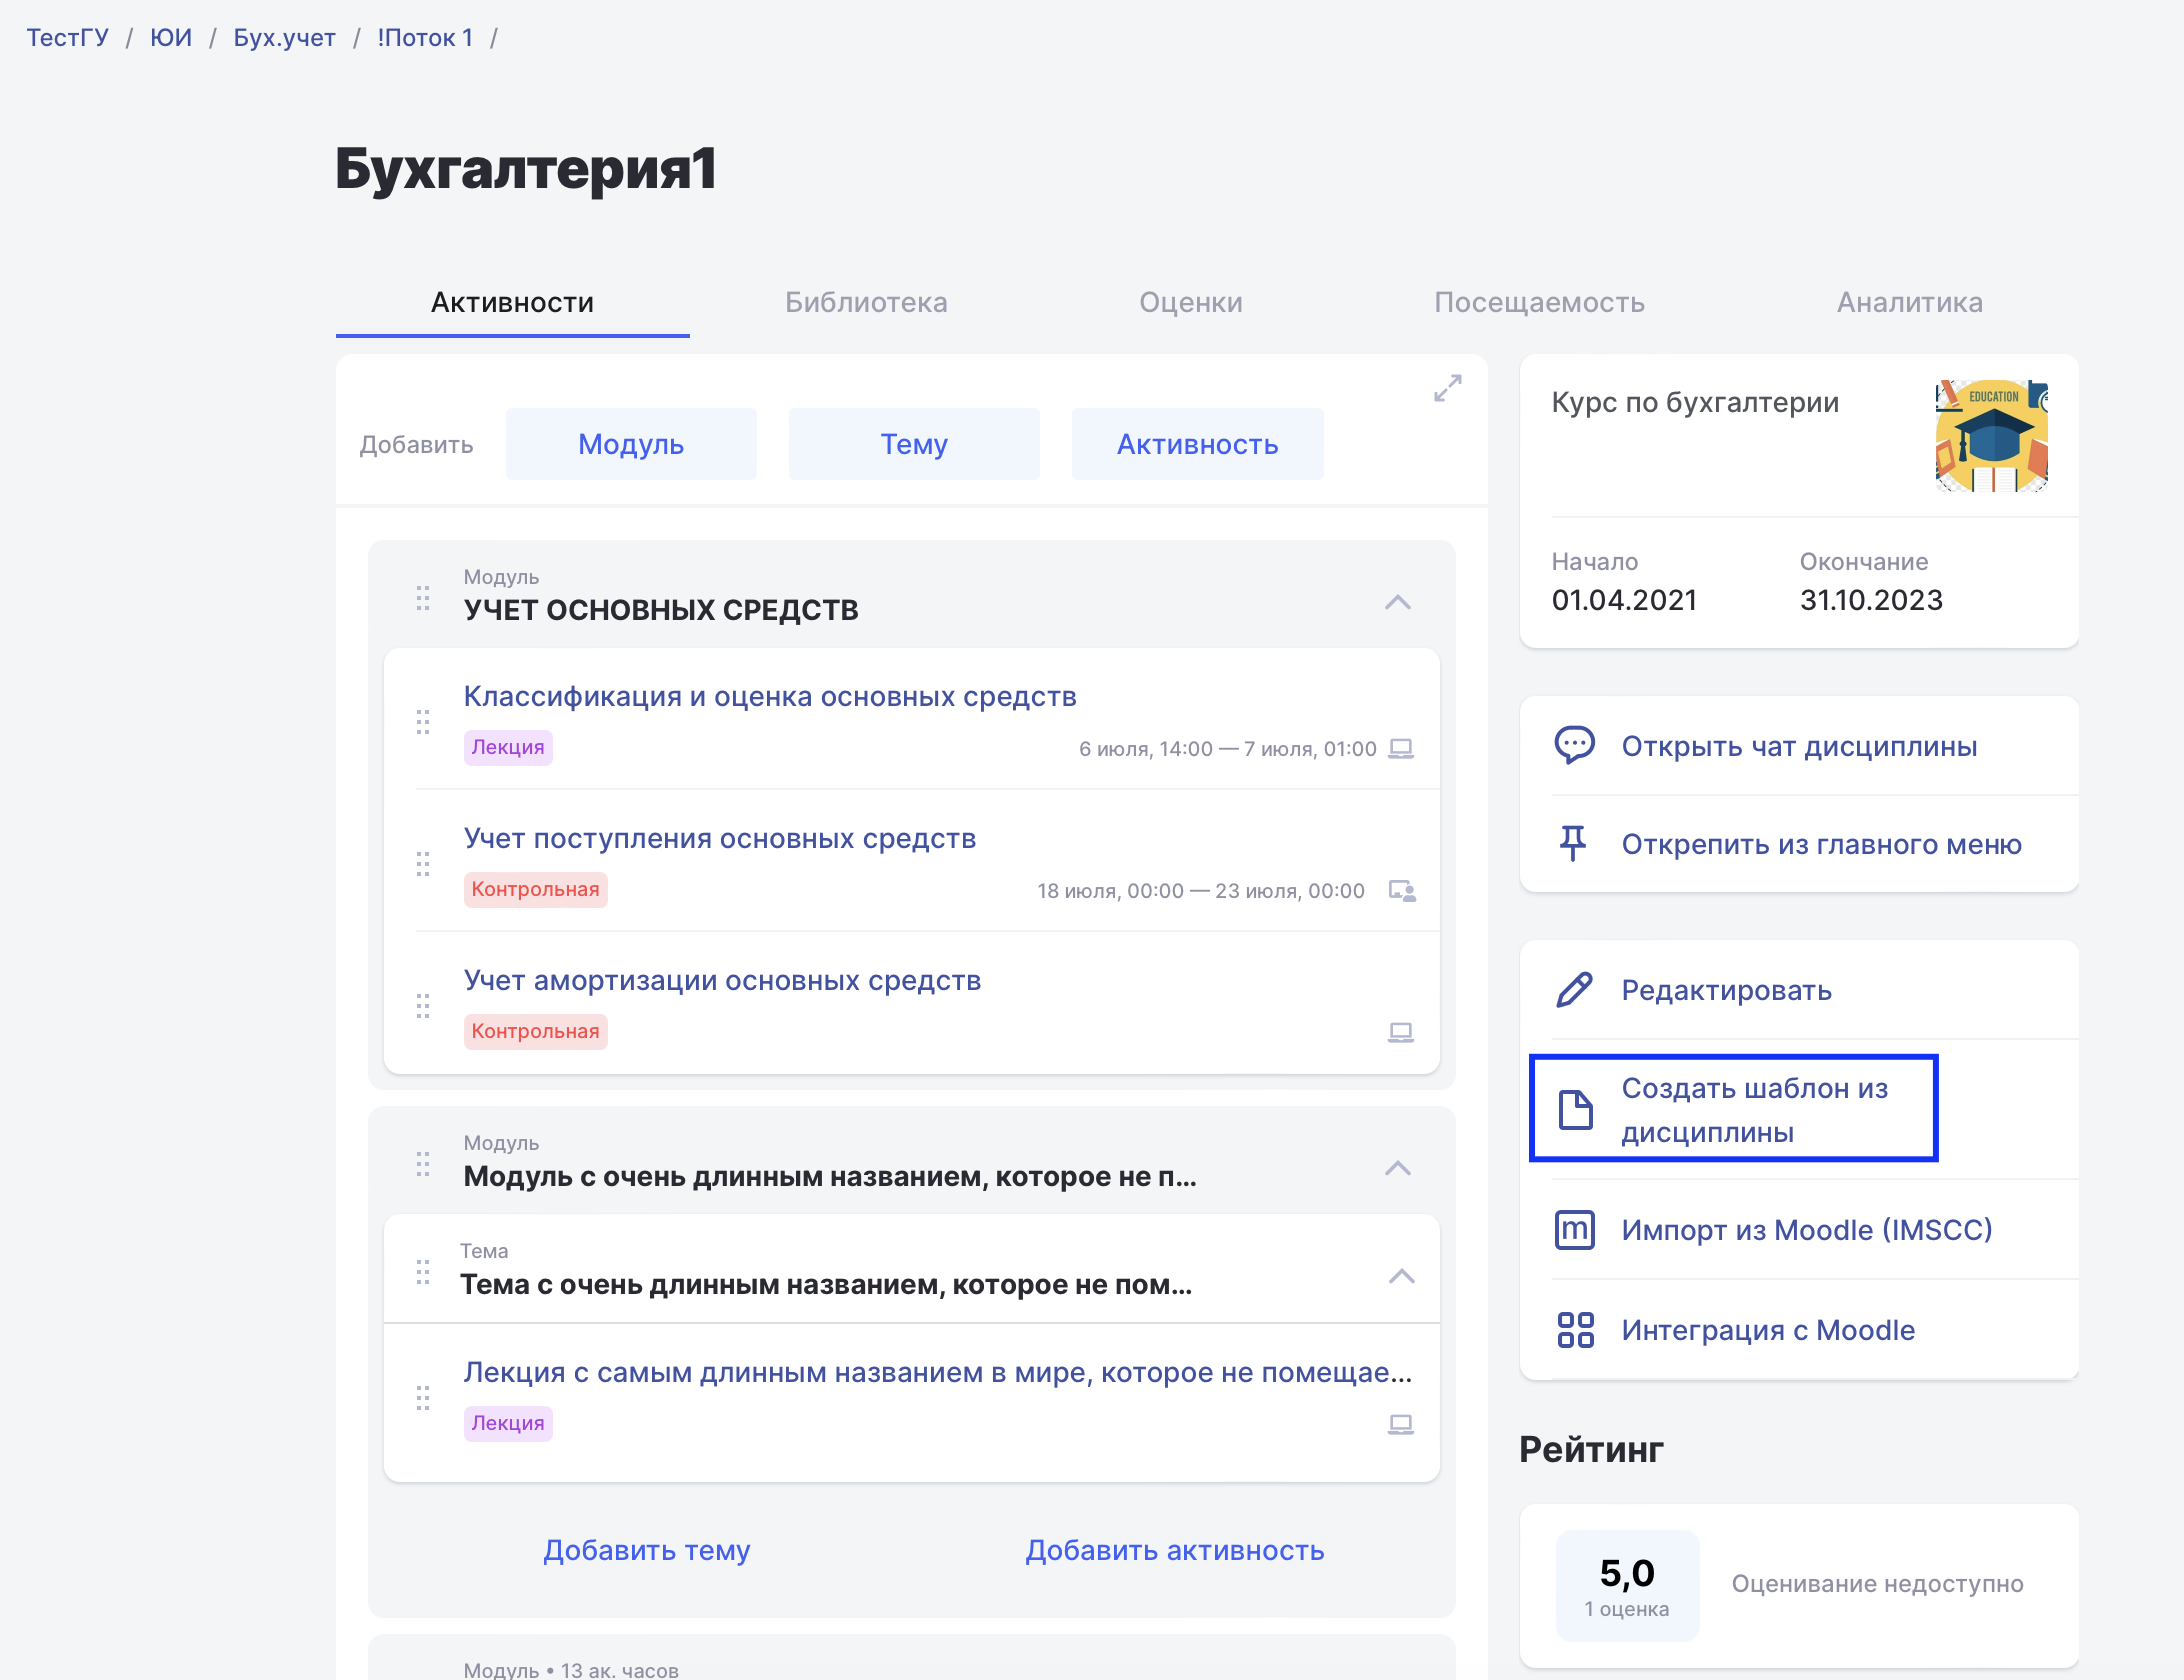 ТестГУ / ЮИ / Бух.учет / !Поток 1 /
Бухгалтерия1
Активности
Библиотека
Оценки
Посещаемость
Аналитика
Добавить
Модуль
Тему
Активность
Модуль
УЧЕТ ОСНОВНЫХ СРЕДСТВ
Классификация и оценка основных средств
Лекция
6 июля, 14:00 — 7 июля, 01:00
Учет поступления основных средств
Контрольная
18 июля, 00:00 — 23 июля, 00:00
Учет амортизации основных средств
Контрольная
Модуль
Модуль с очень длинным названием, которое не п...
Тема
Тема с очень длинным названием, которое не пом...
Лекция с самым длинным названием в мире, которое не помещае...
Лекция
Добавить тему
Добавить активность
Модуль • 13 ак. часов
Курс по бухгалтерии
EDUCATION
Начало
Окончание
01.04.2021
31.10.2023
Открыть чат дисциплины
Открепить из главного меню
Редактировать
Создать шаблон из
дисциплины
m
Импорт из Moodle (IMSCC)
Интеграция с Moodle
Рейтинг
5,0
1 оценка
Оценивание недоступно